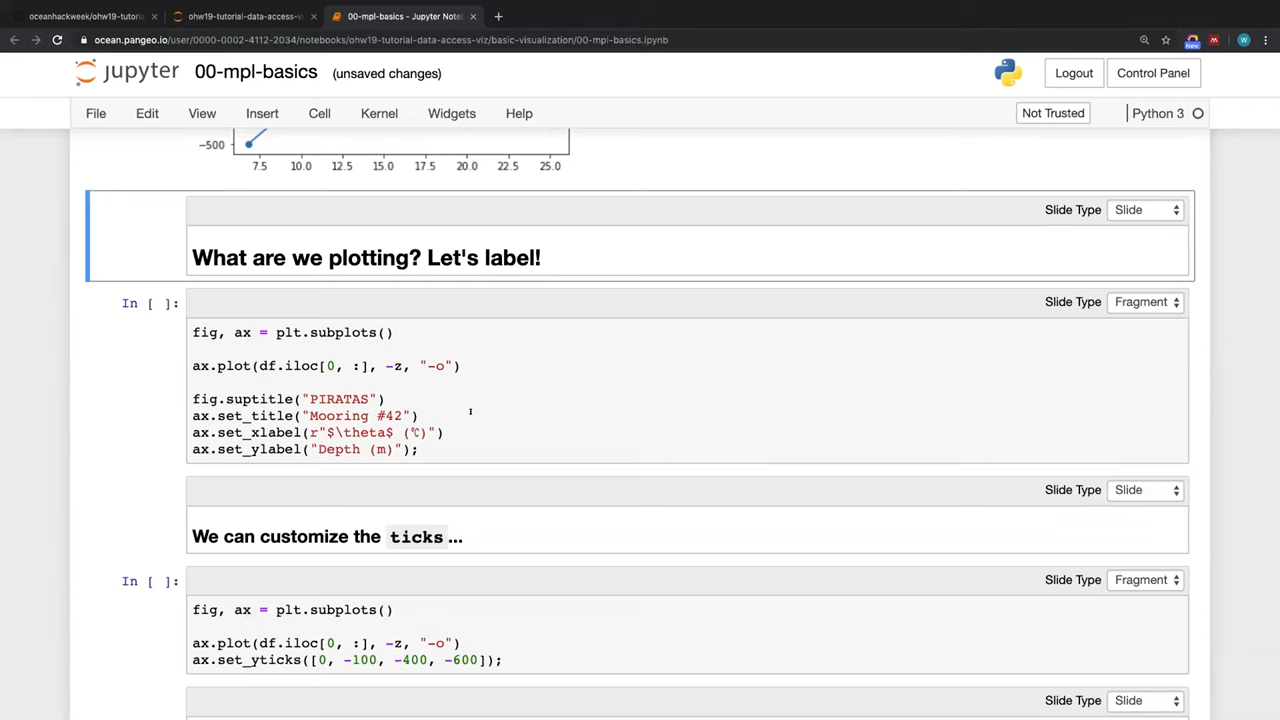 oceanhackweek/ohw19-tutoria
ohw19-tutorial-data-access-vi
00-mpl-basics - Jupyter Note
ocean.pangeo.io/user/0000-0002-4112-2034/notebooks/ohw19-tutorial-data-access-viz/basic-visualization/00-mpl-basics.ipynb
New
W
jupyter 00-mpl-basics (unsaved changes)
Logout
Control Panel
File Edit View Insert Cell Kernel Widgets Help
Not Trusted
Python 3
−500
7.5 10.0 12.5 15.0 17.5 20.0 22.5 25.0
Slide Type Slide
What are we plotting? Let's label!
In [ ]:
Slide Type Fragment
fig, ax = plt.subplots()
ax.plot(df.iloc[0, :], -z, "-o")
fig.suptitle("PIRATAS")
ax.set_title("Mooring #42")
ax.set_xlabel(r"$\theta$ (℃)")
ax.set_ylabel("Depth (m)");
Slide Type Slide
We can customize the ticks...
In [ ]:
Slide Type Fragment
fig, ax = plt.subplots()
ax.plot(df.iloc[0, :], -z, "-o")
ax.set_yticks([0, -100, -400, -600]);
Slide Type Slide